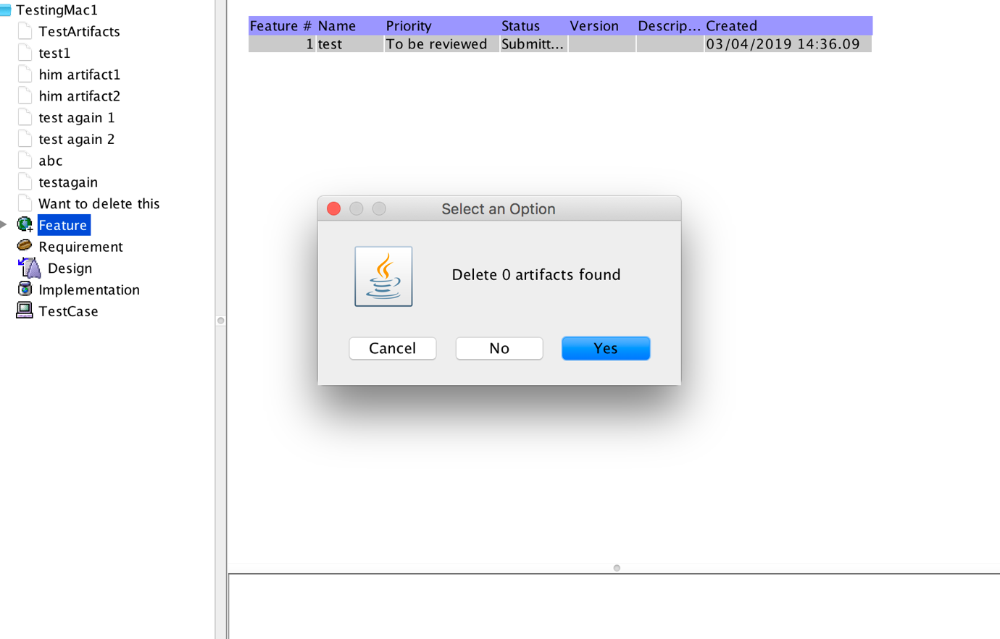 TestingMac1
TestArtifacts
test1
him artifact1
him artifact2
test again 1
test again 2
abc
testagain
Want to delete this
Feature
Requirement
Design
Implementation
TestCase
Feature # Name Priority Status Version Descrip... Created
1 test To be reviewed Submitt... 03/04/2019 14:36.09
Select an Option
Delete 0 artifacts found
Cancel No Yes